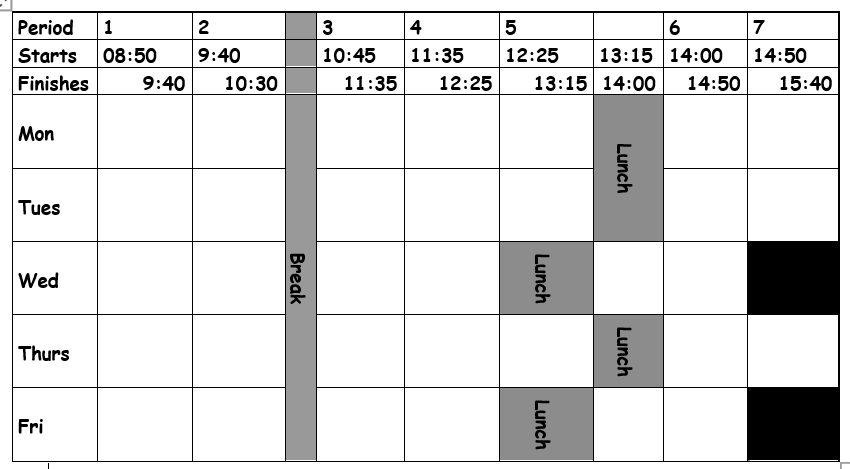 Period 1 2 3 4 5 6 7
Starts 08:50 9:40 10:45 11:35 12:25 13:15 14:00 14:50
Finishes 9:40 10:30 11:35 12:25 13:15 14:00 14:50 15:40
Mon
Lunch
Tues
Break
Wed
Lunch
Thurs
Lunch
Fri
Lunch